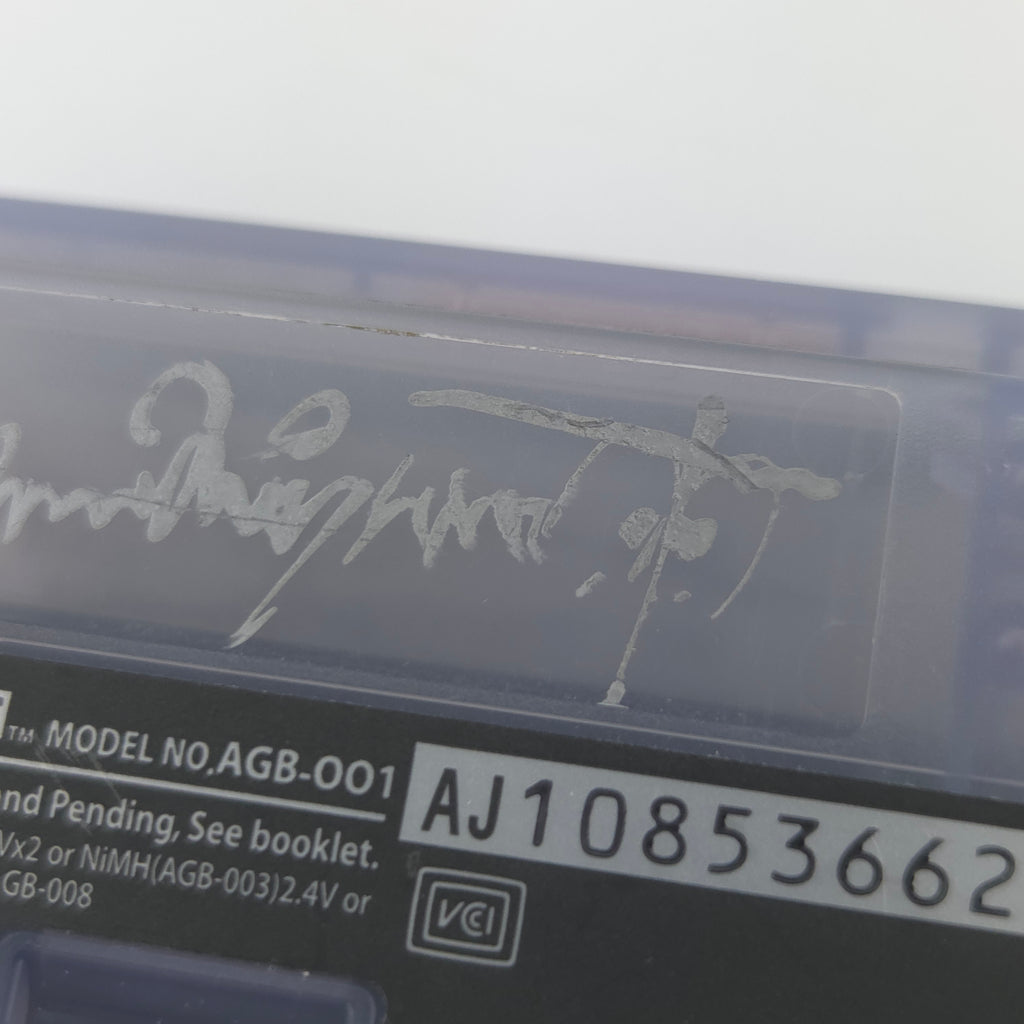 TM MODEL NO.AGB-001
AJ10853662
nd Pending, See booklet.
Vx2 or NiMH(AGB-003)2.4V or
GB-008
VCI